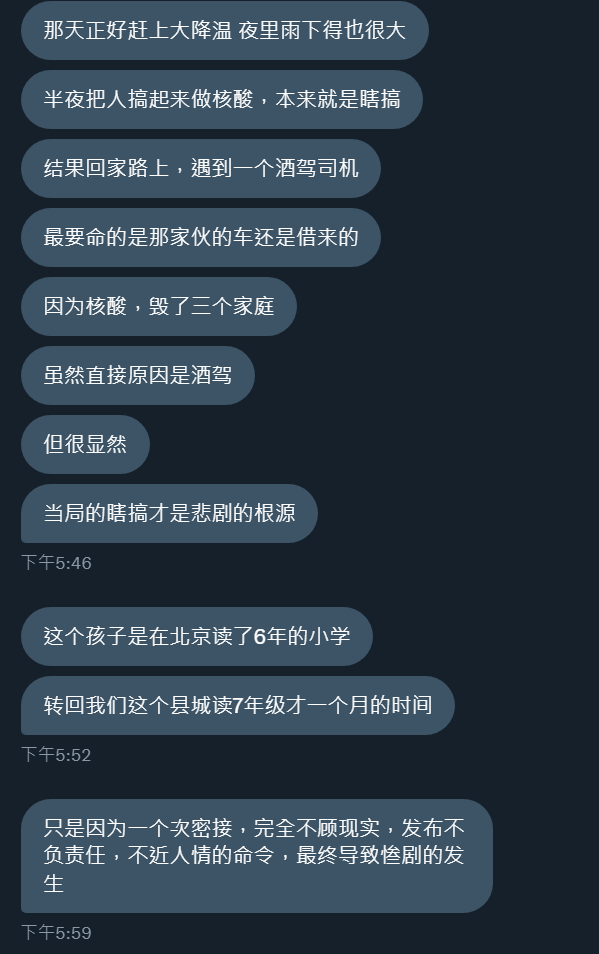 那天正好赶上大降温 夜里雨下得也很大
半夜把人搞起来做核酸，本来就是瞎搞
结果回家路上，遇到一个酒驾司机
最要命的是那家伙的车还是借来的
因为核酸，毁了三个家庭
虽然直接原因是酒驾
但很显然
当局的瞎搞才是悲剧的根源
下午5:46
这个孩子是在北京读了6年的小学
转回我们这个县城读7年级才一个月的时间
下午5:52
只是因为一个次密接，完全不顾现实，发布不
负责任，不近人情的命令，最终导致惨剧的发
生
下午5:59